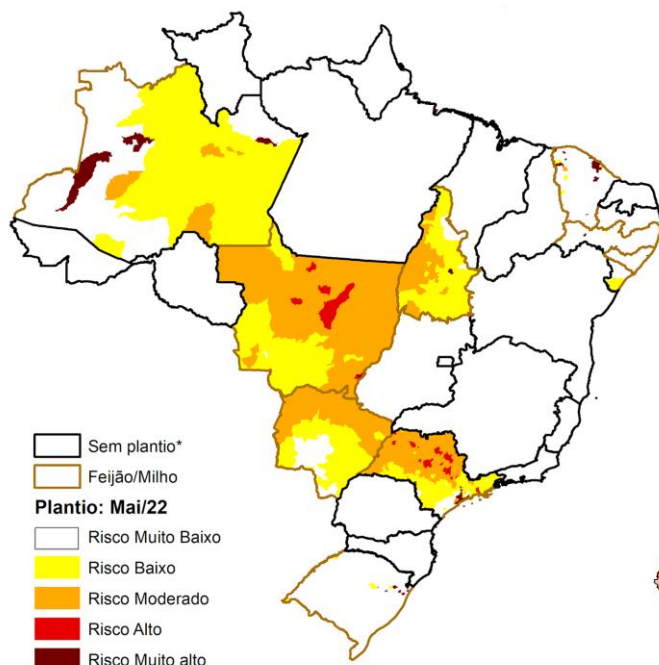 Sem plantio*
Feijão/Milho
Plantio: Mai/22
Risco Muito Baixo
Risco Baixo
Risco Moderado
Risco Alto
Risco Muito alto